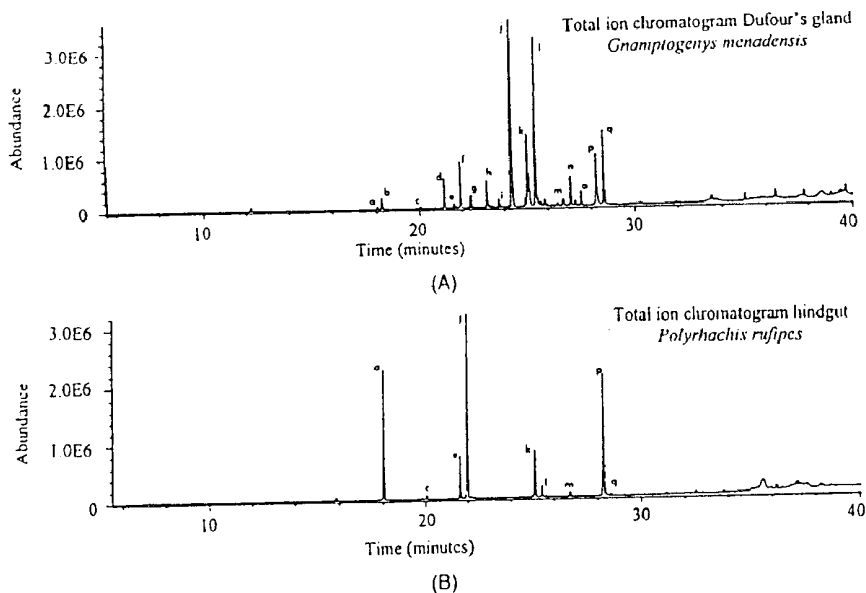 Total ion chromatogram Dufour's gland
Gnamptogenys menadensis
Abundance
3.0E6
2.0E6
1.0E6
0
a
b
c
d
e
f
g
h
i
j
k
l
m
n
o
p
q
10
20
30
40
Time (minutes)
(A)
Total ion chromatogram hindgut
Polyrhachis rufipes
Abundance
3.0E6
2.0E6
1.0E6
0
a
c
e
f
k
l
m
p
q
10
20
30
40
Time (minutes)
(B)